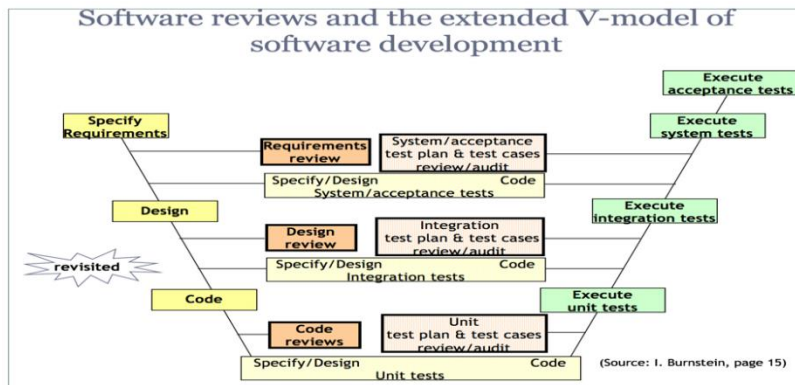 Software reviews and the extended V-model of
software development
Execute
acceptance tests
Specify
Requirements
Execute
system tests
Requirements
review
System/acceptance
test plan & test cases
review/audit
Specify/Design Code
System/acceptance tests
Design
Execute
integration tests
Design
review
Integration
test plan & test cases
review/audit
revisited
Specify/Design Code
Integration tests
Code
Execute
unit tests
Code
reviews
Unit
test plan & test cases
review/audit
Specify/Design Code
Unit tests
(Source: I. Burnstein, page 15)